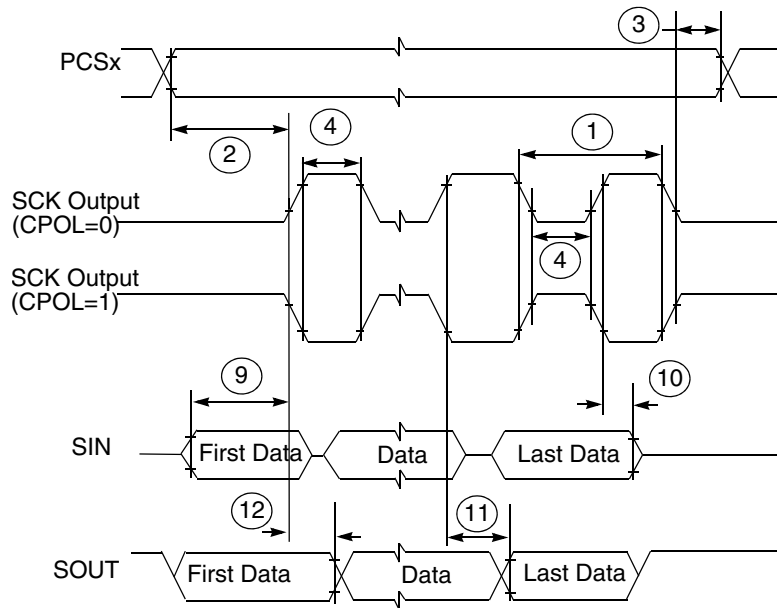 3
PCSx
2
4
1
SCK Output
(CPOL=0)
4
SCK Output
(CPOL=1)
9
10
SIN
First Data
Data
Last Data
12
11
SOUT
First Data
Data
Last Data